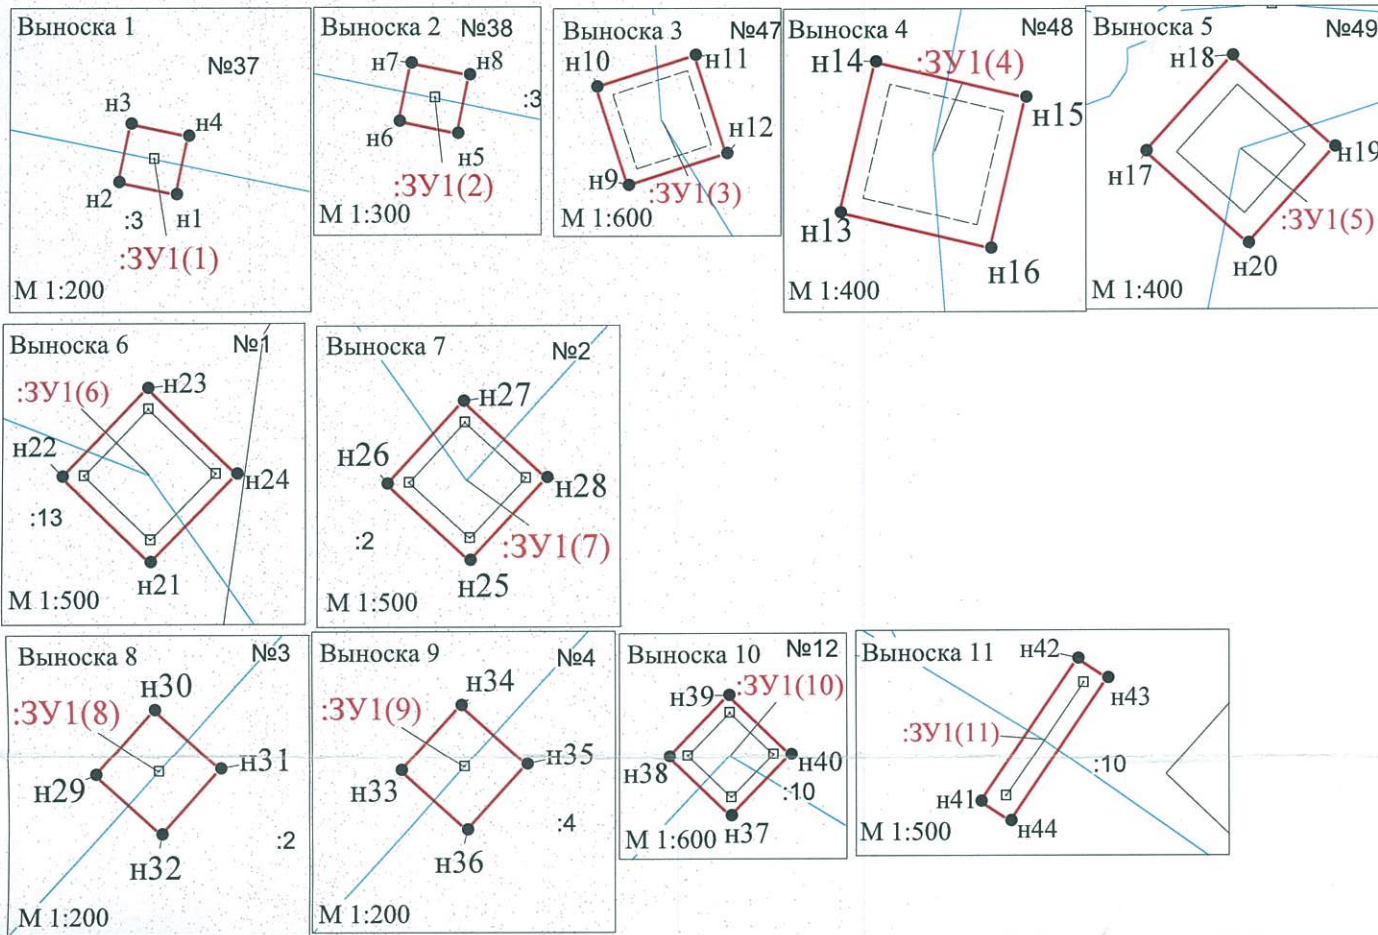 Выноска 1
№37
н3
н4
н2
н1
:3
:ЗУ1(1)
М 1:200
Выноска 2
№38
н7
н8
:3
н6
н5
:ЗУ1(2)
М 1:300
Выноска 3
№47
н10
н11
н12
н9
:ЗУ1(3)
М 1:600
Выноска 4
№48
н14
:ЗУ1(4)
н15
н13
н16
М 1:400
Выноска 5
№49
н18
н17
н19
:ЗУ1(5)
н20
М 1:400
Выноска 6
№1
:ЗУ1(6)
н23
н22
н24
:13
н21
М 1:500
Выноска 7
№2
н27
н26
н28
:2
:ЗУ1(7)
н25
М 1:500
Выноска 8
№3
н30
:ЗУ1(8)
н31
н29
:2
н32
М 1:200
Выноска 9
№4
н34
:ЗУ1(9)
н35
н33
:4
н36
М 1:200
Выноска 10
№12
н39
:ЗУ1(10)
н38
н40
:10
н37
М 1:600
Выноска 11
н42
н43
:ЗУ1(11)
:10
н41
н44
М 1:500